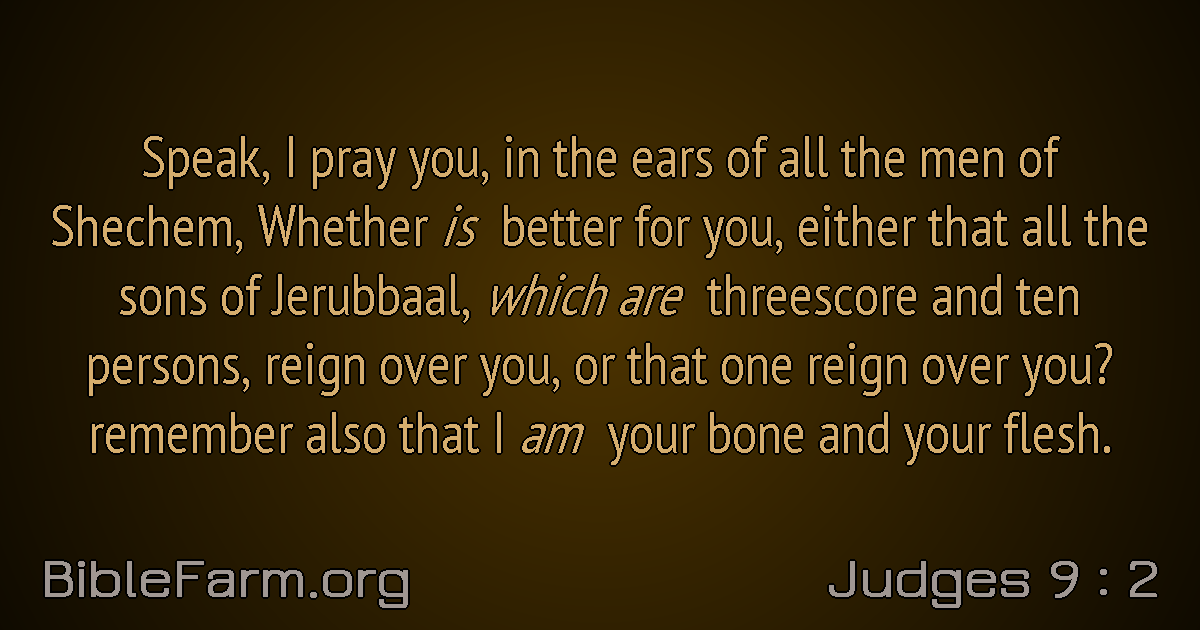 Speak, I pray you, in the ears of all the men of
Shechem, Whether is better for you, either that all the
sons of Jerubbaal, which are threescore and ten
persons, reign over you, or that one reign over you?
remember also that I am your bone and your flesh.
BibleFarm.org
Judges 9 : 2